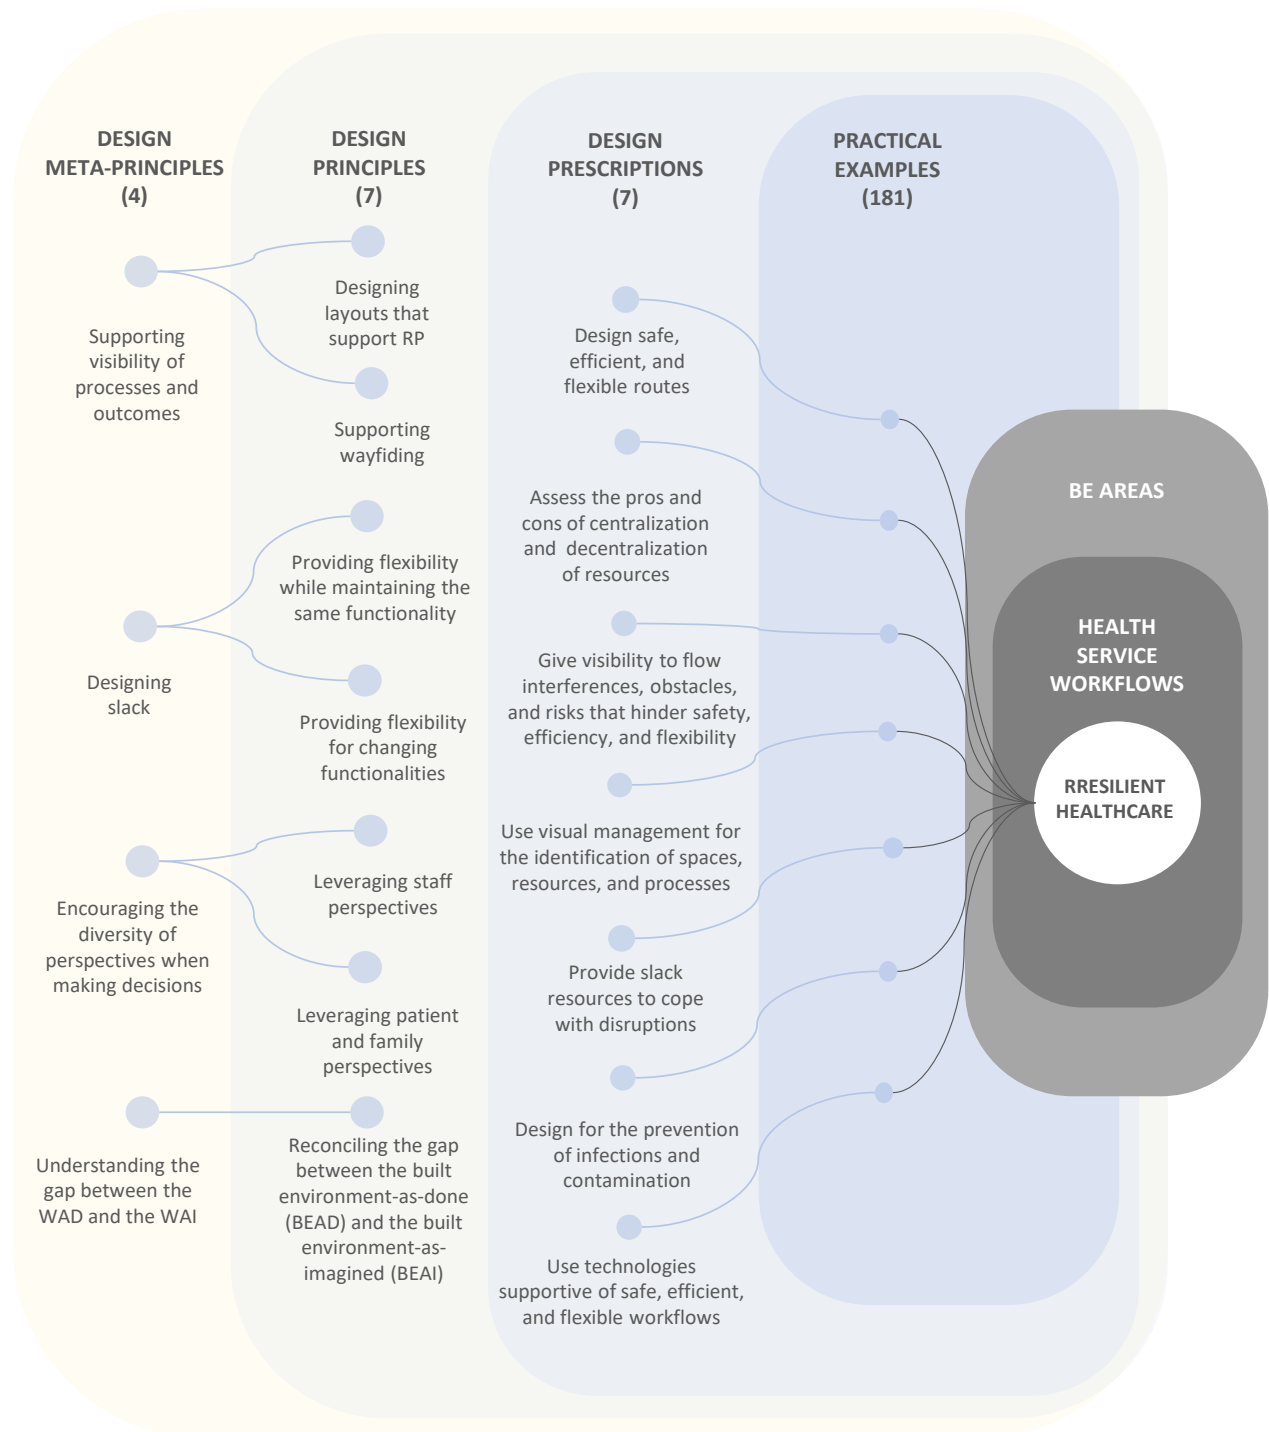 DESIGN
META-PRINCIPLES
(4)
Supporting
visibility of
processes and
outcomes
Designing
slack
Encouraging the
diversity of
perspectives when
making decisions
Understanding the
gap between the
WAD and the WAI
DESIGN
PRINCIPLES
(7)
Designing
layouts that
support RP
Supporting
wayfiding
Providing flexibility
while maintaining the
same functionality
Providing flexibility
for changing
functionalities
Leveraging staff
perspectives
Leveraging patient
and family
perspectives
Reconciling the gap
between the built
environment-as-done
(BEAD) and the built
environment-as-
imagined (BEAI)
DESIGN
PRESCRIPTIONS
(7)
Design safe,
efficient, and
flexible routes
Assess the pros and
cons of centralization
and decentralization
of resources
Give visibility to flow
interferences, obstacles,
and risks that hinder safety,
efficiency, and flexibility
Use visual management for
the identification of spaces,
resources, and processes
Provide slack
resources to cope
with disruptions
Design for the prevention
of infections and
contamination
Use technologies
supportive of safe, efficient,
and flexible workflows
PRACTICAL
EXAMPLES
(181)
BE AREAS
HEALTH
SERVICE
WORKFLOWS
RRESILIENT
HEALTHCARE